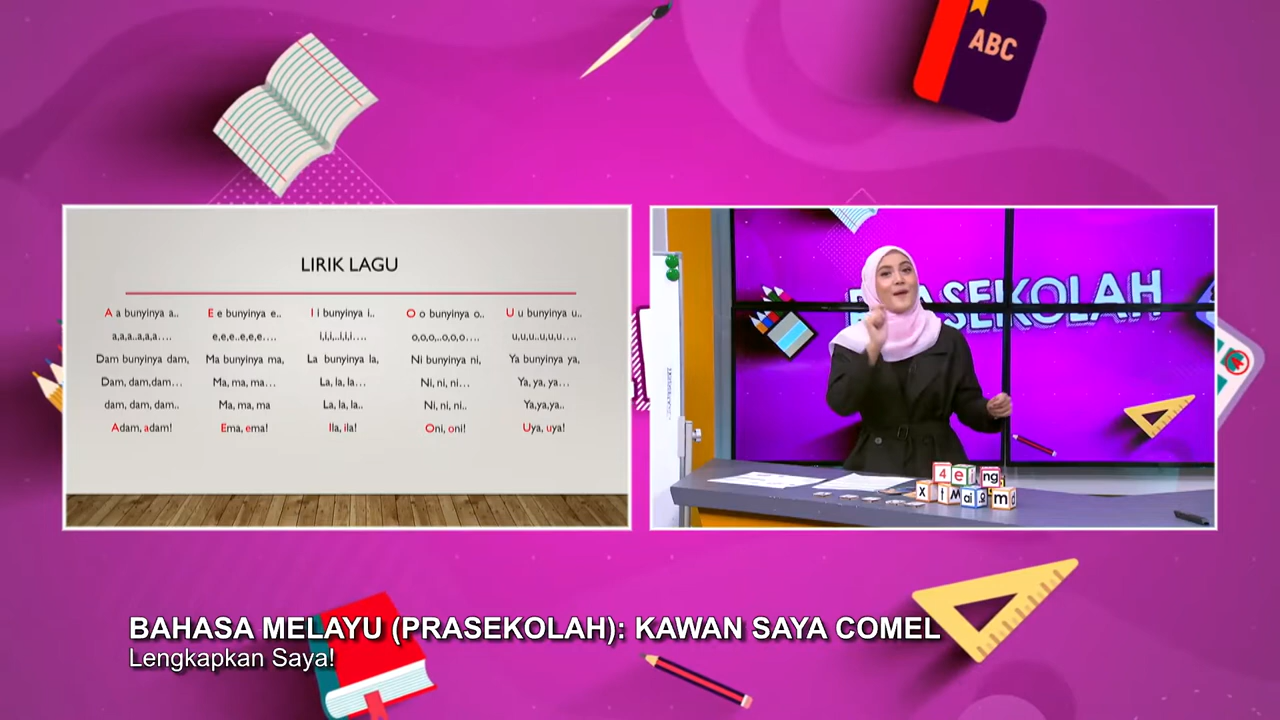 ABC
LIRIK LAGU
A a bunyinya a..
a,a,a..a,a,a….
Dam bunyinya dam,
Dam, dam,dam…
dam, dam, dam..
Adam, adam!
E e bunyinya e..
e,e,e..e,e,e….
Ma bunyinya ma,
Ma, ma, ma…
Ma, ma, ma
Ema, ema!
I i bunyinya i..
i,i,i,..i,i,i….
La bunyinya la,
La, la, la…
La, la, la..
Ila, ila!
O o bunyinya o..
o,o,o,..o,o,o….
Ni bunyinya ni,
Ni, ni, ni…
Ni, ni, ni..
Oni, oni!
U u bunyinya u..
u,u,u..u,u,u….
Ya bunyinya ya,
Ya, ya, ya…
Ya,ya,ya..
Uya, uya!
PRASEKOLAH
4 e i ng
x t M ai m
BAHASA MELAYU (PRASEKOLAH): KAWAN SAYA COMEL
Lengkapkan Saya!